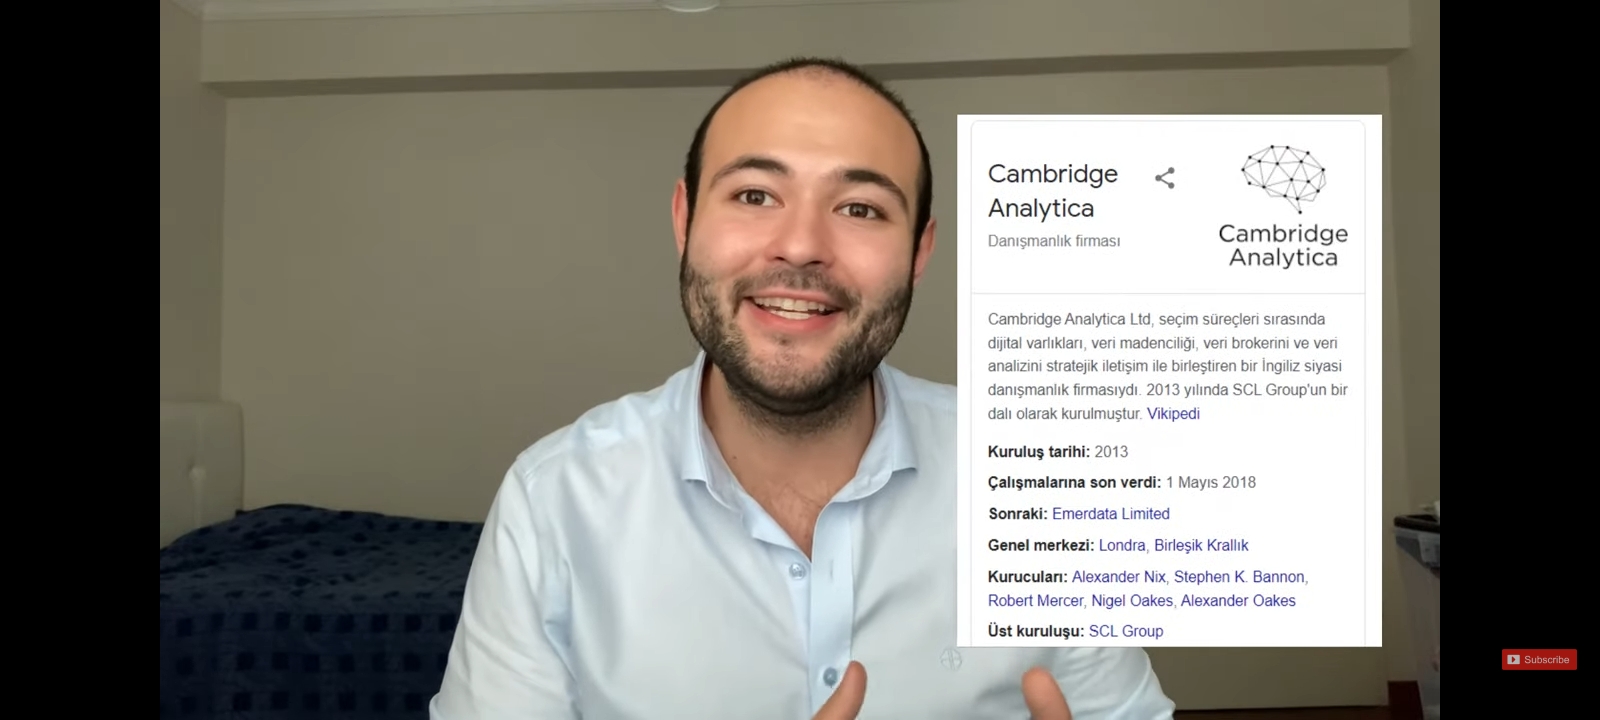 Cambridge
Analytica
Danışmanlık firması
Cambridge
Analytica
Cambridge Analytica Ltd, seçim süreçleri sırasında
dijital varlıkları, veri madenciliği, veri brokerini ve veri
analizini stratejik iletişim ile birleştiren bir İngiliz siyasi
danışmanlık firmasıydı. 2013 yılında SCL Group'un bir
dalı olarak kurulmuştur. Vikipedi
Kuruluş tarihi: 2013
Çalışmalarına son verdi: 1 Mayıs 2018
Sonraki: Emerdata Limited
Genel merkezi: Londra, Birleşik Krallık
Kurucuları: Alexander Nix, Stephen K. Bannon,
Robert Mercer, Nigel Oakes, Alexander Oakes
Üst kuruluşu: SCL Group
Subscribe